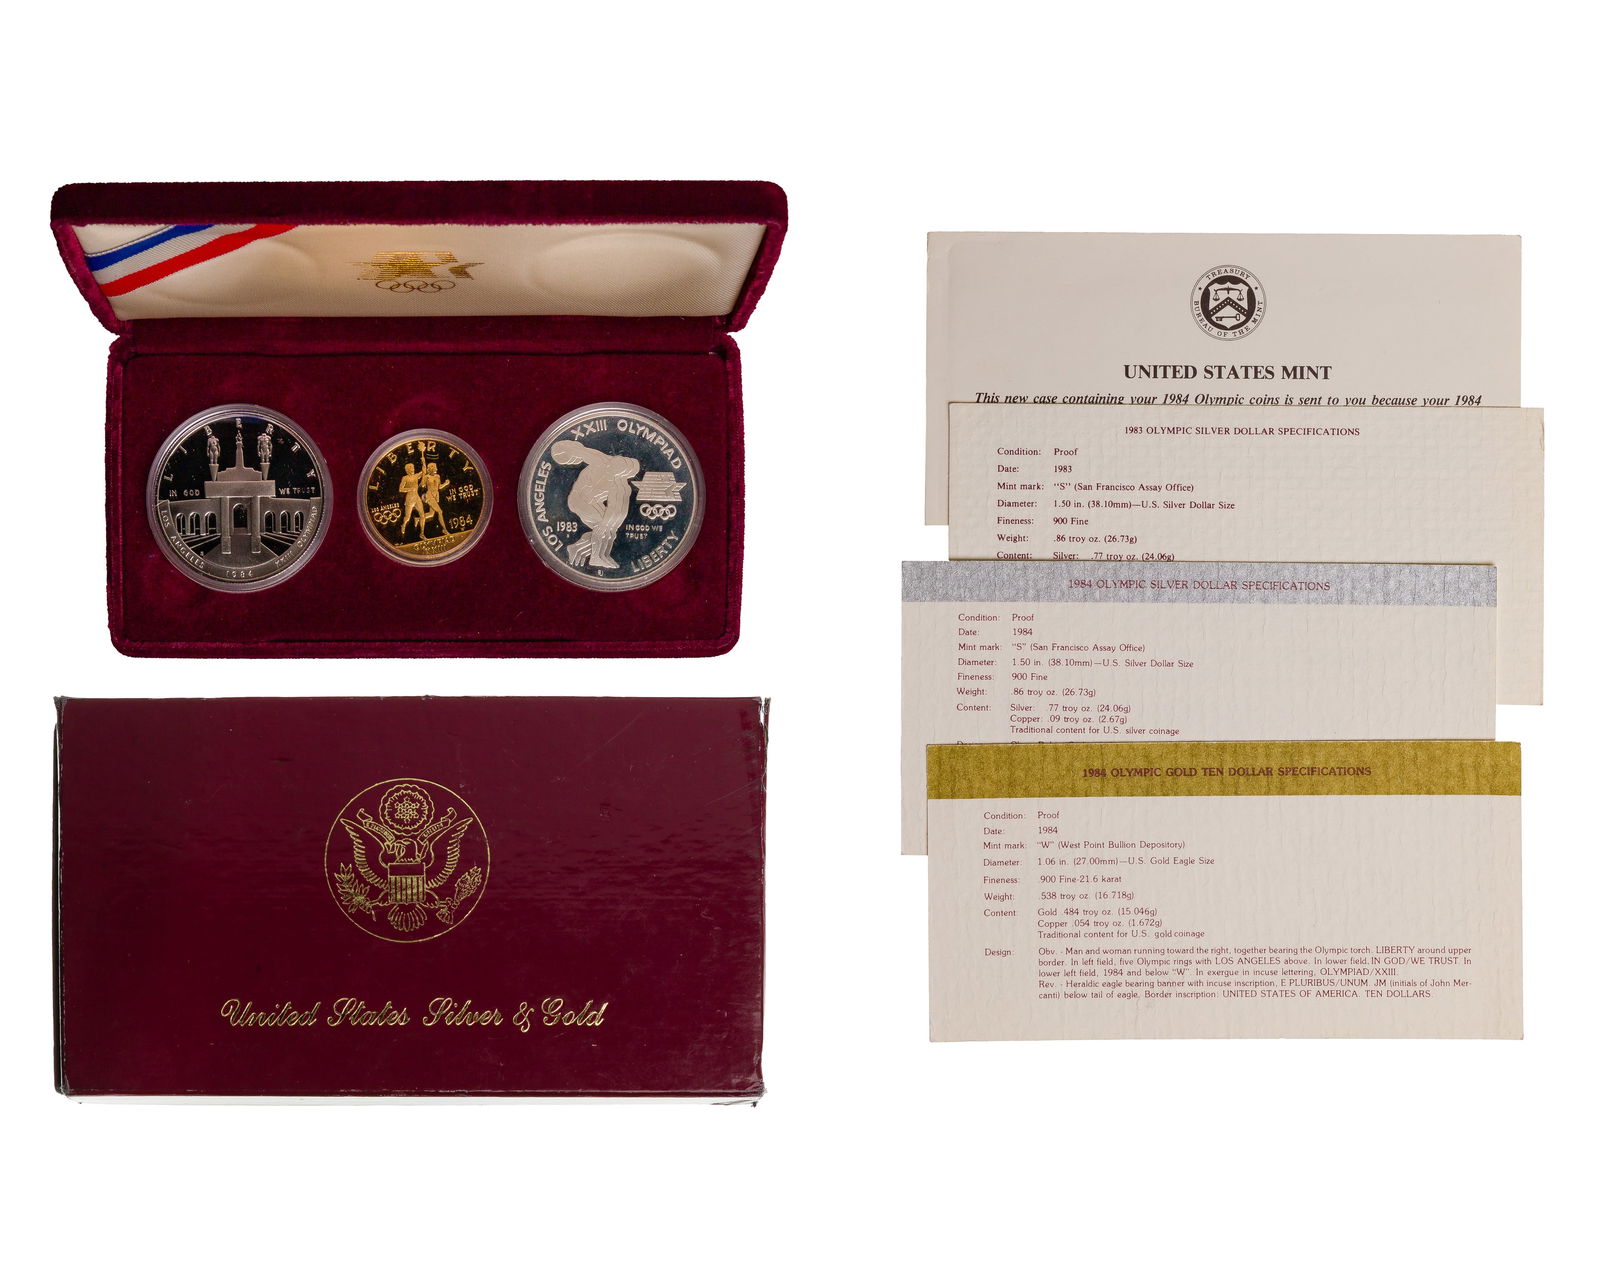 LIBERTY
IN GOD WE TRUST
LOS ANGELES XXIII OLYMPIAD
1984
LIBERTY
LOS ANGELES
IN GOD
WE TRUST
1984
OLYMPIAD
XXIII
LOS ANGELES XXIII OLYMPIAD
1983
S
IN GOD WE
TRUST
LIBERTY
United States Silver & Gold
TREASURY
BUREAU OF THE MINT
UNITED STATES MINT
This new case containing your 1984 Olympic coins is sent to you because your 1984
1983 OLYMPIC SILVER DOLLAR SPECIFICATIONS
Condition: Proof
Date: 1983
Mint mark: "S" (San Francisco Assay Office)
Diameter: 1.50 in. (38.10mm)—U.S. Silver Dollar Size
Fineness: 900 Fine
Weight: .86 troy oz. (26.73g)
Content: Silver: .77 troy oz. (24.06g)
1984 OLYMPIC SILVER DOLLAR SPECIFICATIONS
Condition: Proof
Date: 1984
Mint mark: "S" (San Francisco Assay Office)
Diameter: 1.50 in. (38.10mm)—U.S. Silver Dollar Size
Fineness: 900 Fine
Weight: .86 troy oz. (26.73g)
Content: Silver: .77 troy oz. (24.06g)
Copper: .09 troy oz. (2.67g)
Traditional content for U.S. silver coinage
1984 OLYMPIC GOLD TEN DOLLAR SPECIFICATIONS
Condition: Proof
Date: 1984
Mint mark: "W" (West Point Bullion Depository)
Diameter: 1.06 in. (27.00mm)—U.S. Gold Eagle Size
Fineness: .900 Fine-21.6 karat
Weight: .538 troy oz. (16.718g)
Content: Gold .484 troy oz. (15.046g)
Copper .054 troy oz. (1.672g)
Traditional content for U.S. gold coinage
Design: Obv. - Man and woman running toward the right, together bearing the Olympic torch. LIBERTY around upper
border. In left field, five Olympic rings with LOS ANGELES above. In lower field, IN GOD/WE TRUST. In
lower left field, 1984 and below "W". In exergue in incuse lettering, OLYMPIAD/XXIII.
Rev. - Heraldic eagle bearing banner with incuse inscription, E PLURIBUS/UNUM. JM (initials of John Mer-
canti) below tail of eagle. Border inscription: UNITED STATES OF AMERICA. TEN DOLLARS.